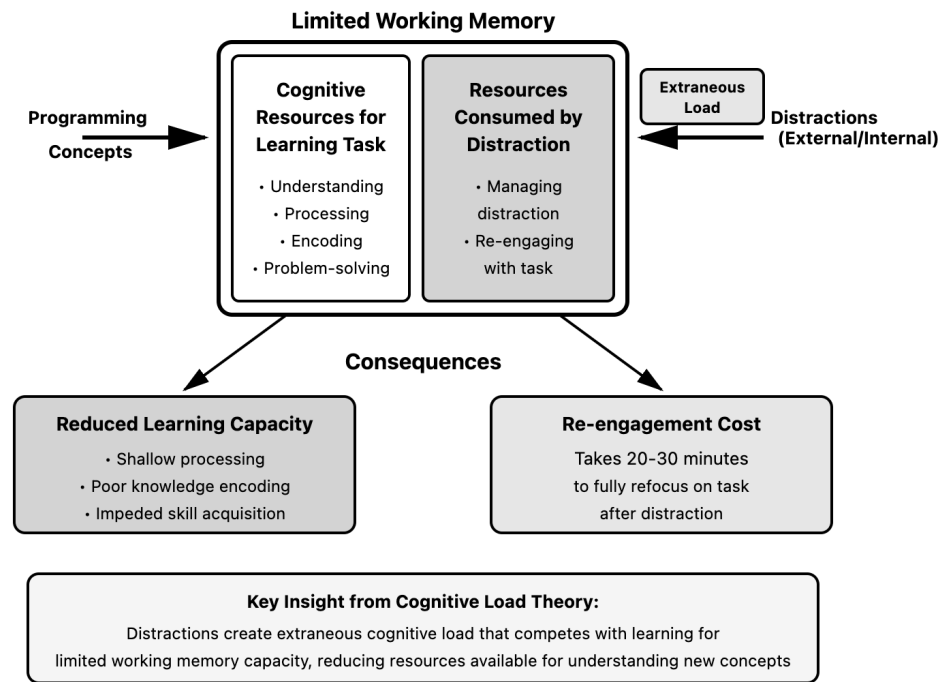 Limited Working Memory
Programming
Concepts
Cognitive
Resources for
Learning Task
• Understanding
• Processing
• Encoding
• Problem-solving
Resources
Consumed by
Distraction
• Managing
distraction
• Re-engaging
with task
Extraneous
Load
Distractions
(External/Internal)
Consequences
Reduced Learning Capacity
• Shallow processing
• Poor knowledge encoding
• Impeded skill acquisition
Re-engagement Cost
Takes 20-30 minutes
to fully refocus on task
after distraction
Key Insight from Cognitive Load Theory:
Distractions create extraneous cognitive load that competes with learning for
limited working memory capacity, reducing resources available for understanding new concepts